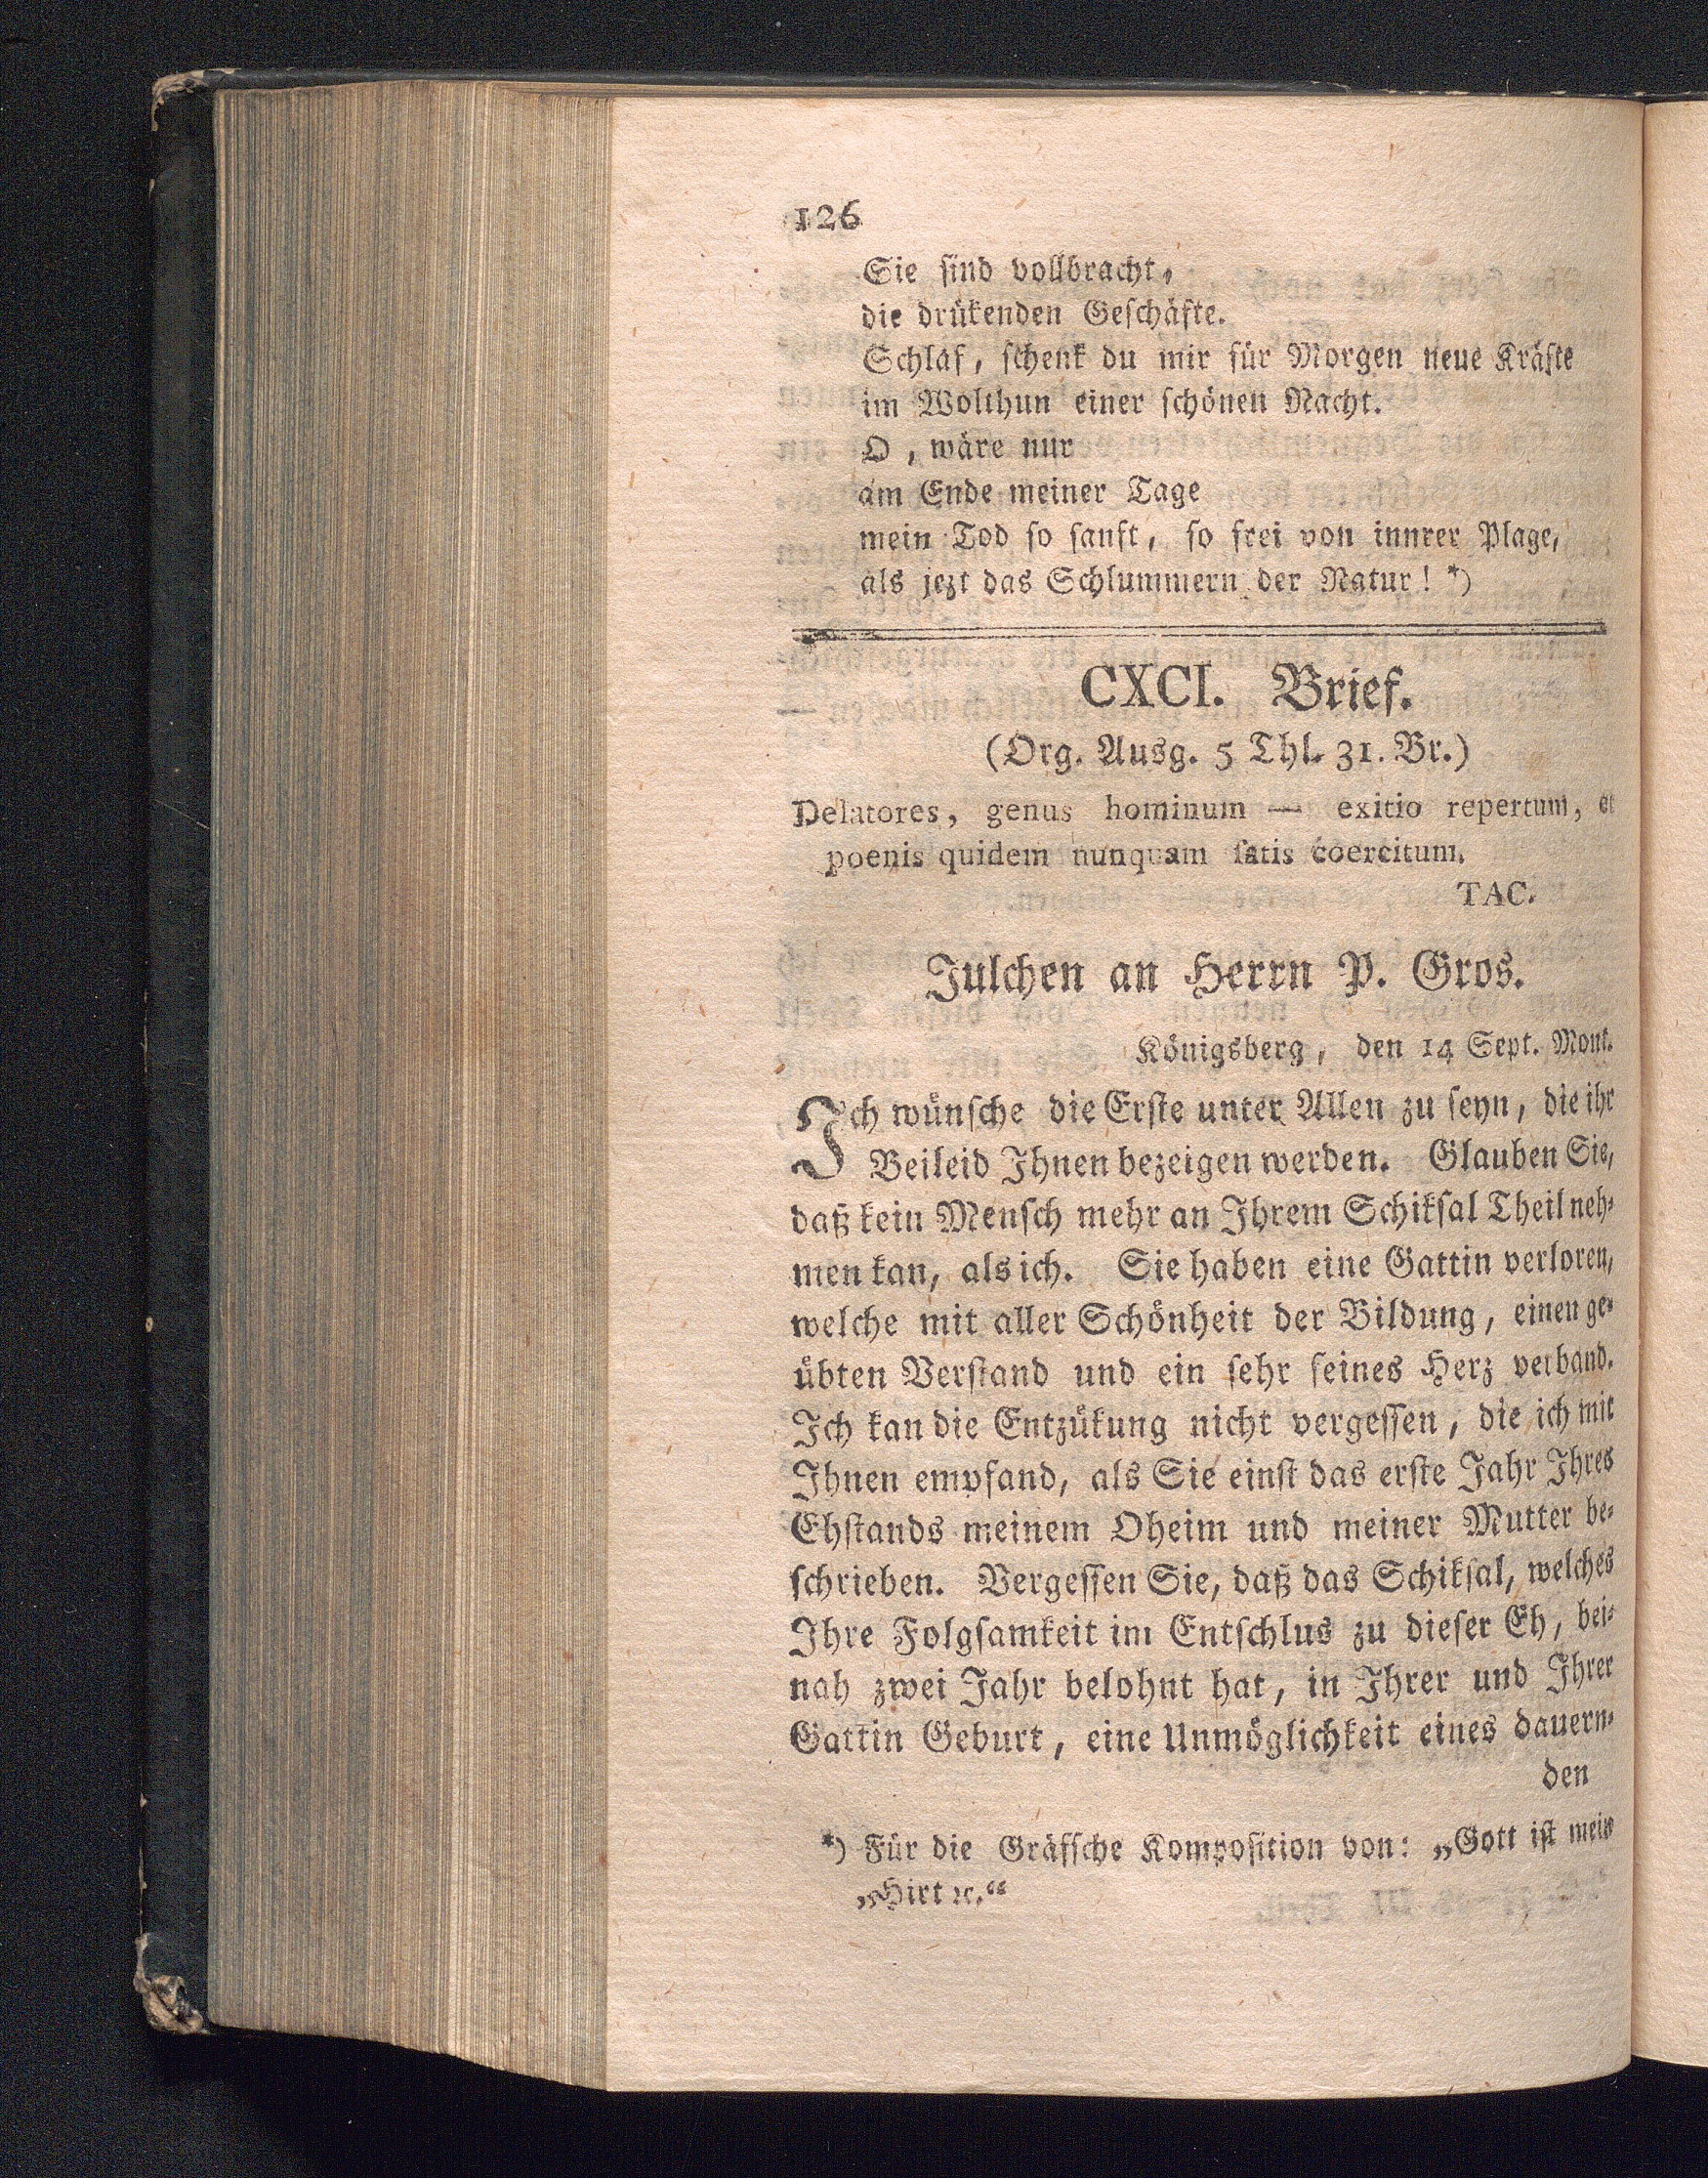 126
Sie ſind vollbracht,
die drükenden Geſchäfte.
Schlaf, ſchenk du mir für Morgen neue Kräfte
im Wolthun einer ſchönen Nacht.
O, wäre nur
am Ende meiner Tage
mein Tod ſo ſanft, ſo frei von innrer Plage,
als jezt das Schlummern der Natur! *)
CXCI. Brief.
(Org. Ausg. 5 Thl. 31. Br.)
Delatores, genus hominum — exitio repertum, et
poenis quidem nunquam ſatis coercitum.
TAC.
Julchen an Herrn P. Gros.
Königsberg, den 14 Sept. Mont.
Ich wünſche die Erſte unter Allen zu ſeyn, die ihr
Beileid Ihnen bezeigen werden. Glauben Sie,
daß kein Menſch mehr an Ihrem Schikſal Theil neh-
men kan, als ich. Sie haben eine Gattin verloren,
welche mit aller Schönheit der Bildung, einen ge-
übten Verſtand und ein ſehr feines Herz verband.
Ich kan die Entzükung nicht vergeſſen, die ich mit
Ihnen empfand, als Sie einſt das erſte Jahr Ihres
Ehſtands meinem Oheim und meiner Mutter be-
ſchrieben. Vergeſſen Sie, daß das Schikſal, welches
Ihre Folgſamkeit im Entſchlus zu dieſer Eh, bei-
nah zwei Jahr belohnt hat, in Ihrer und Ihrer
Gattin Geburt, eine Unmöglichkeit eines dauern-
den
*) Für die Gräfſche Kompoſition von: „Gott iſt mein
„Hirt ꝛc.“